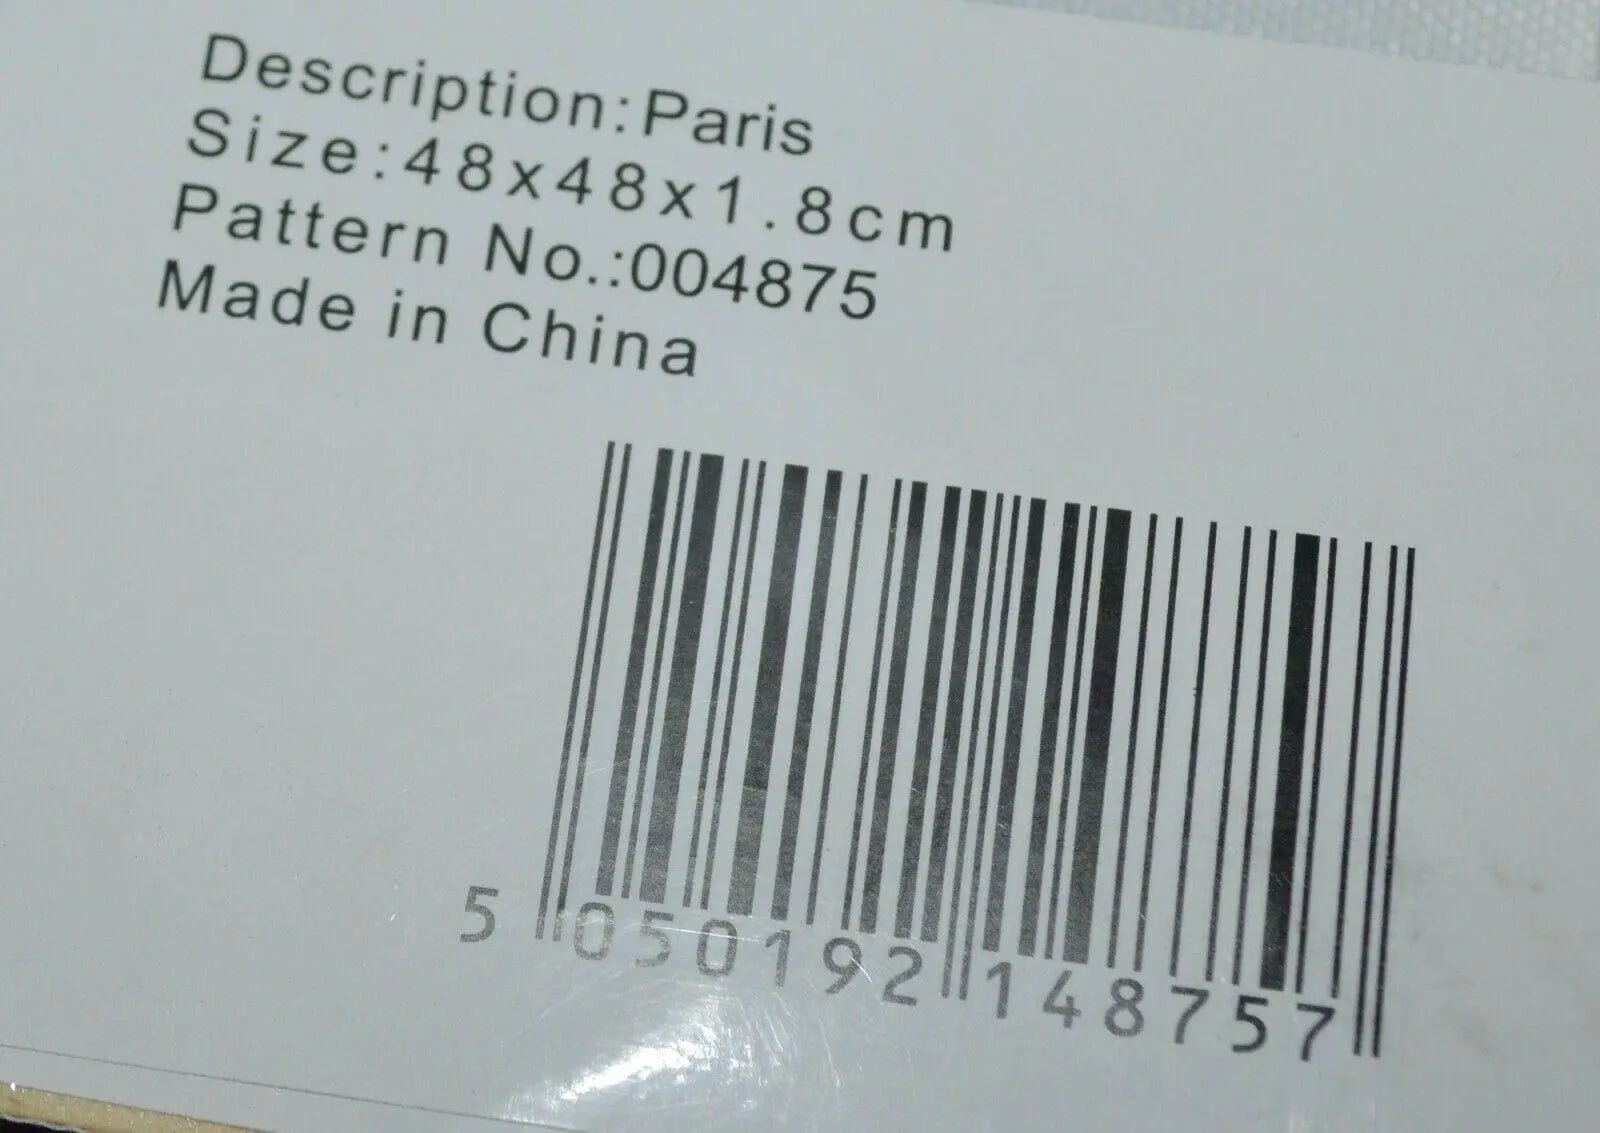 Description:Paris
Size:48x48x1.8cm
Pattern No.:004875
Made in China
5 050192 148757